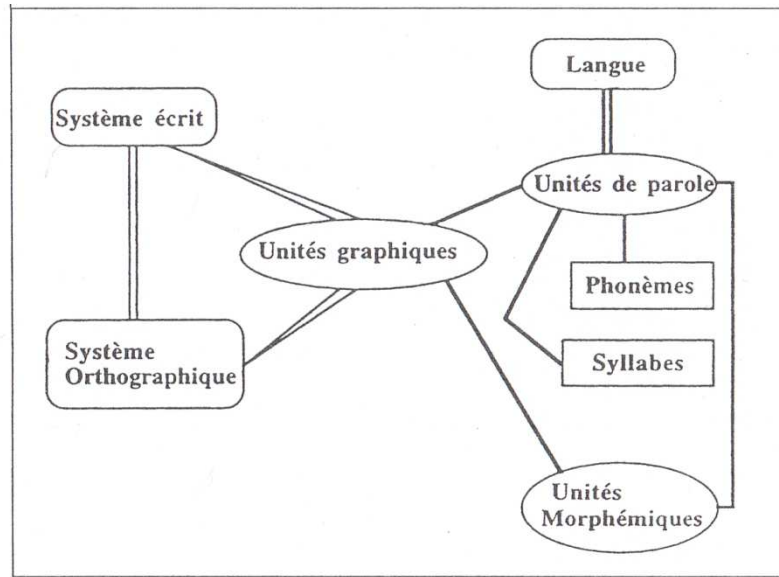 Langue
Système écrit
Unités de parole
Unités graphiques
Phonèmes
Système
Orthographique
Syllabes
Unités
Morphémiques